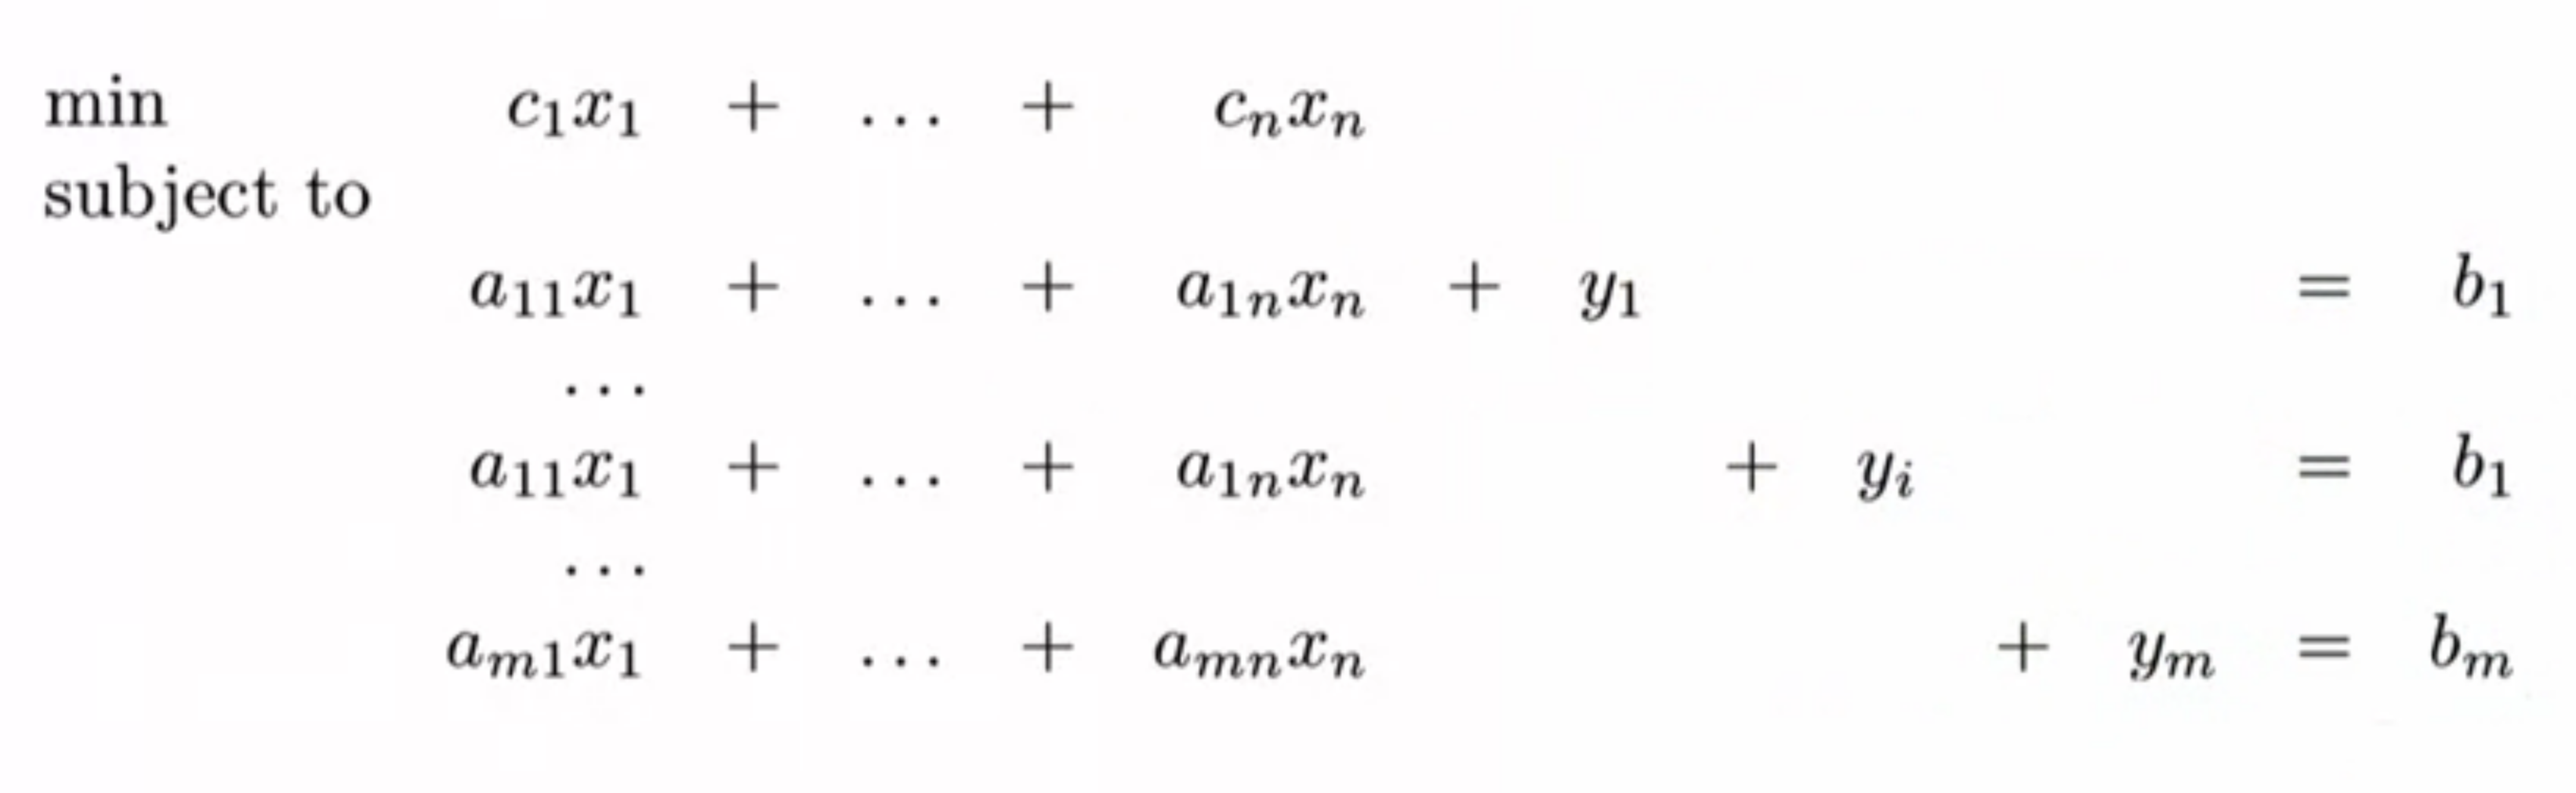 min c₁x₁ + … + cₙxₙ
subject to
a₁₁x₁ + … + a₁ₙxₙ + y₁ = b₁
…
a₁₁x₁ + … + a₁ₙxₙ + yᵢ = b₁
…
aₘ₁x₁ + … + aₘₙxₙ + yₘ = bₘ